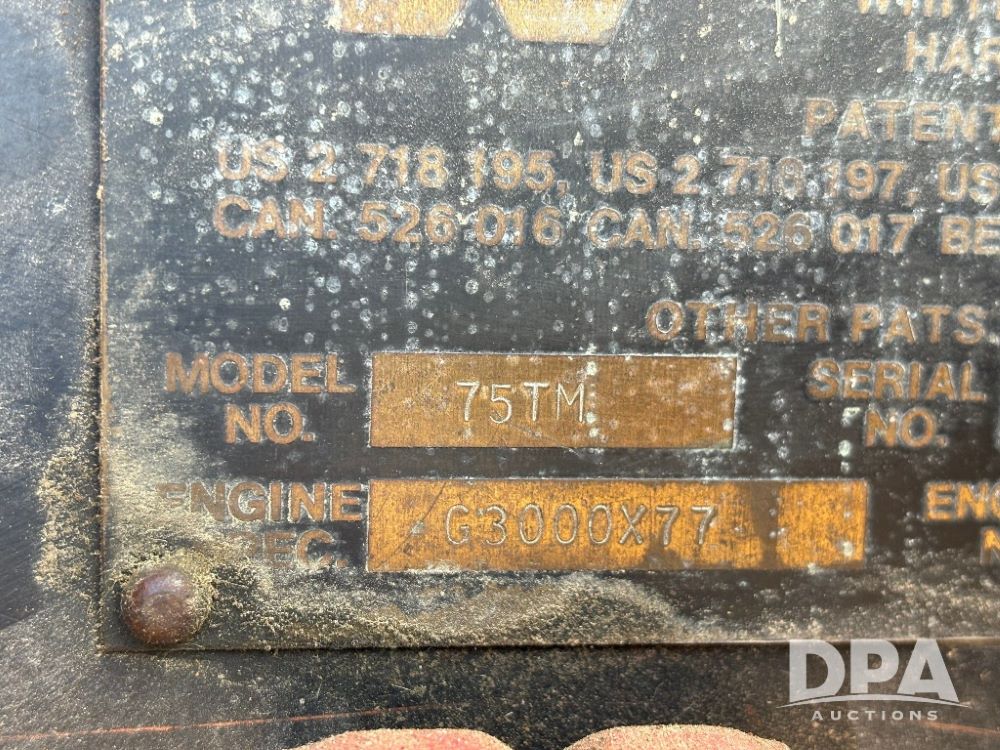 PATENT
US 2 718 195, US 2 718 197, US
CAN. 526 016 CAN. 526 017 BE
OTHER PATS.
MODEL NO. 75TM SERIAL NO.
ENGINE SPEC. G3000X77
DPA
AUCTIONS